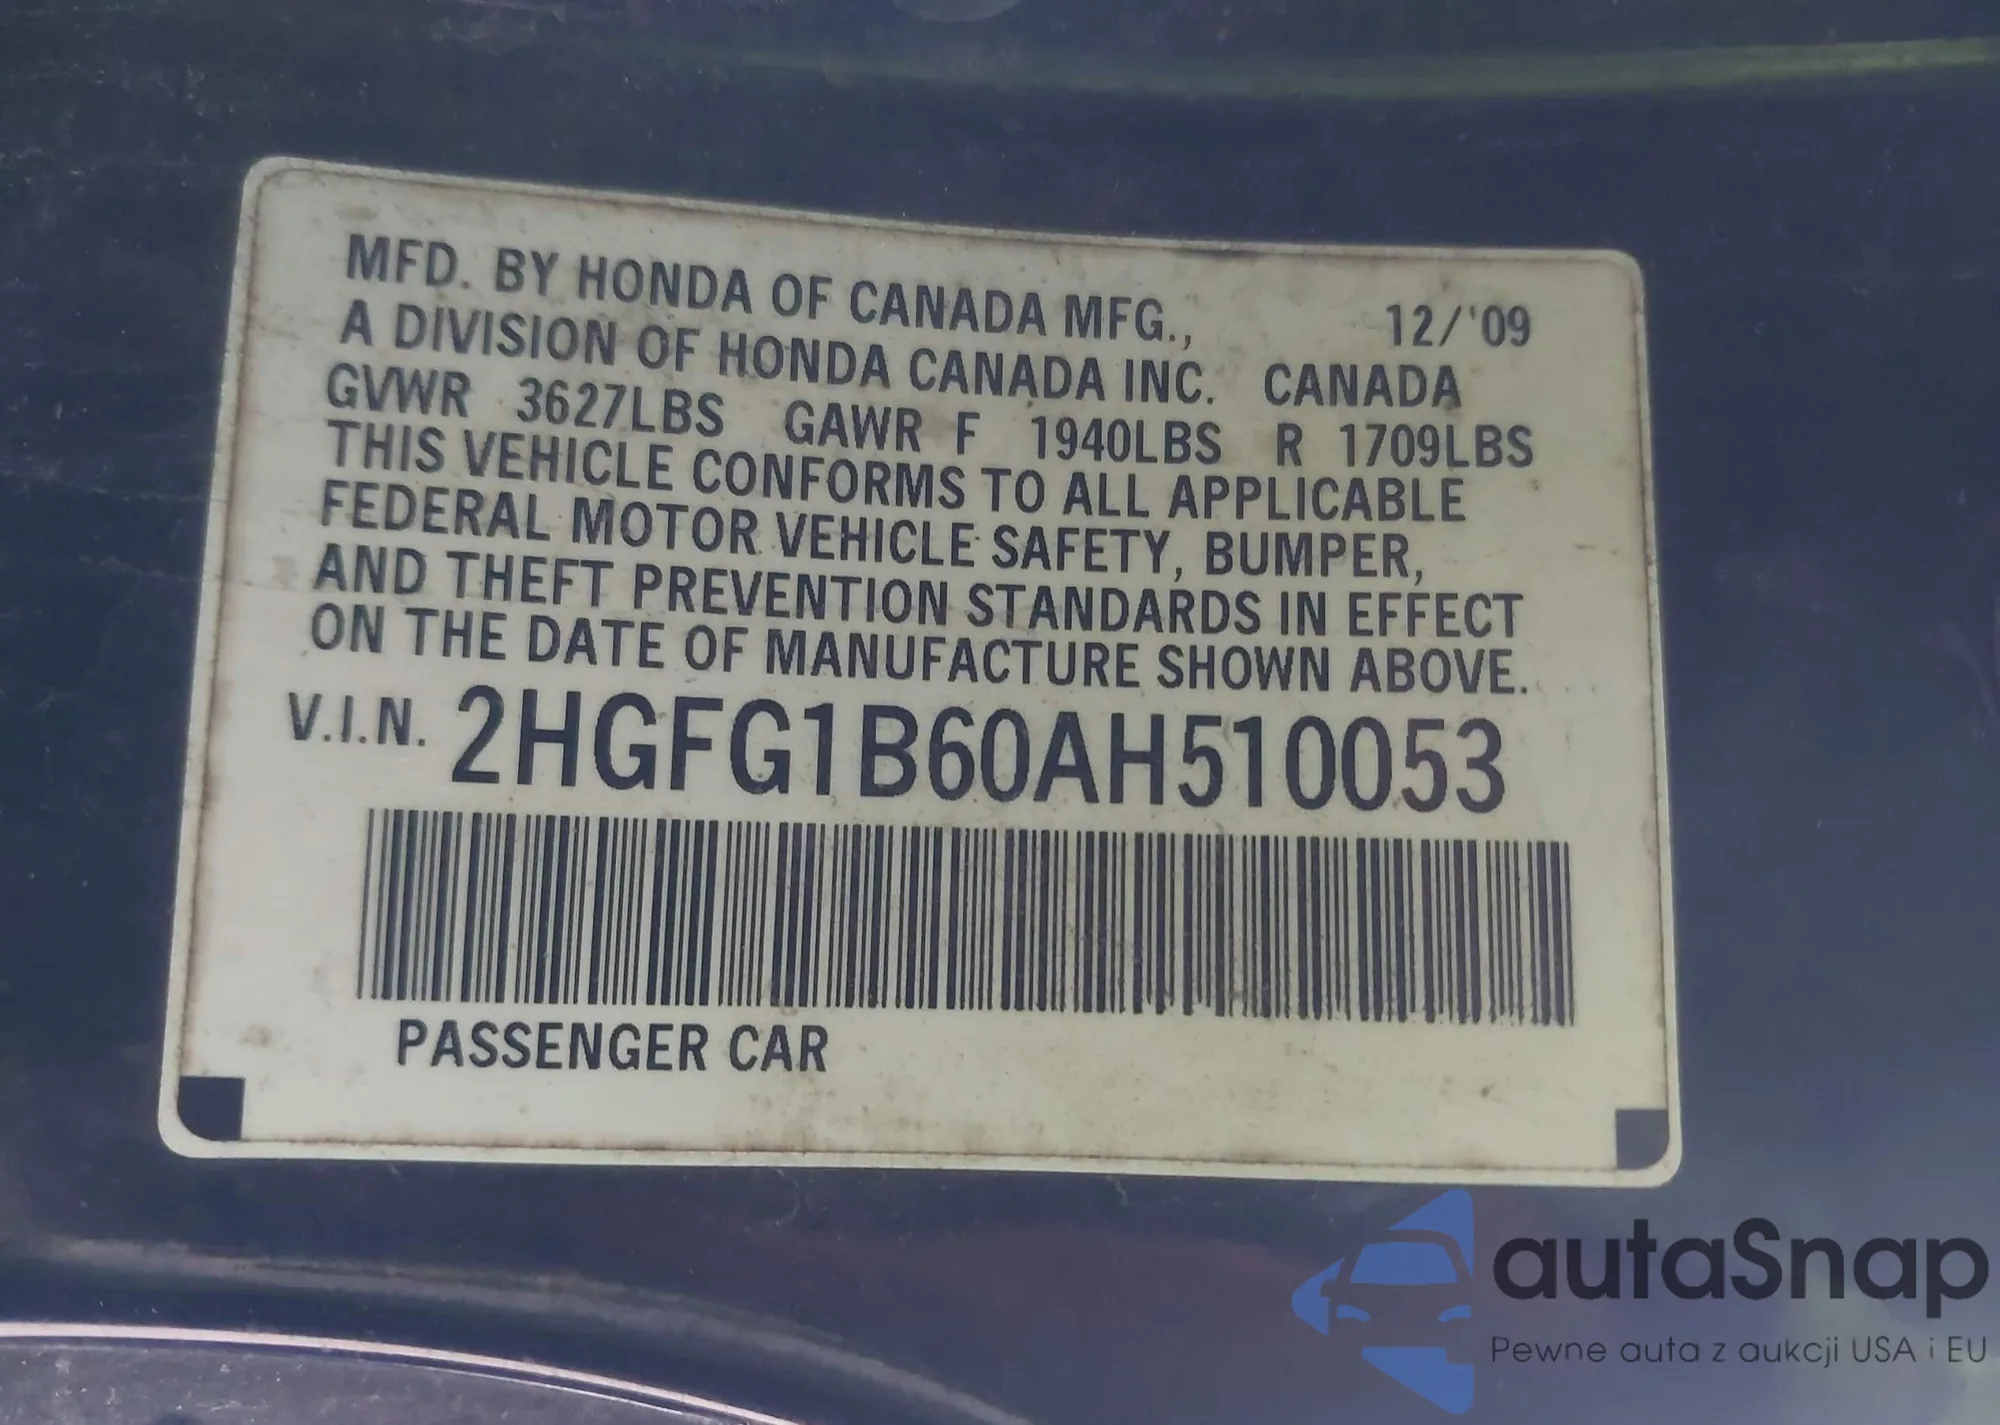 MFD. BY HONDA OF CANADA MFG., 12/'09
A DIVISION OF HONDA CANADA INC. CANADA
GVWR 3627LBS GAWR F 1940LBS R 1709LBS
THIS VEHICLE CONFORMS TO ALL APPLICABLE
FEDERAL MOTOR VEHICLE SAFETY, BUMPER,
AND THEFT PREVENTION STANDARDS IN EFFECT
ON THE DATE OF MANUFACTURE SHOWN ABOVE.
V.I.N. 2HGFG1B60AH510053
PASSENGER CAR
autaSnap
Pewne auta z aukcji USA i EU